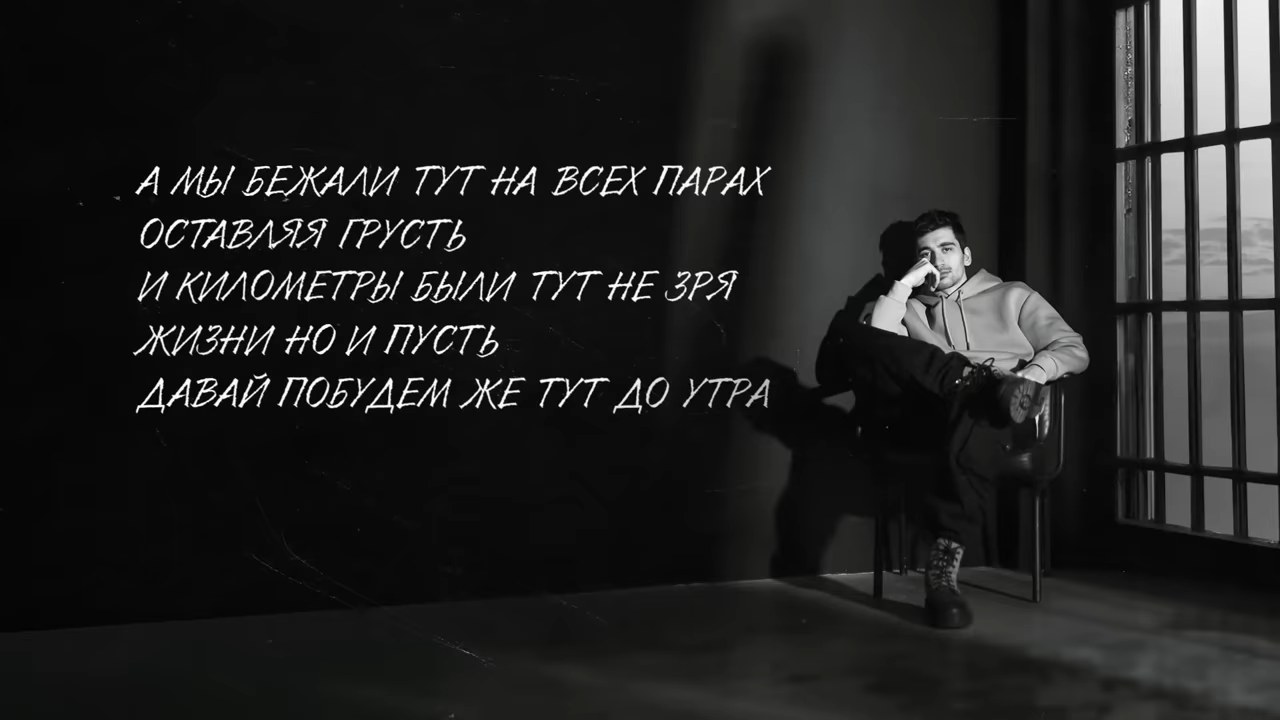 А МЫ БЕЖАЛИ ТУТ НА ВСЕХ ПАРАХ
ОСТАВЛЯЯ ГРУСТЬ
И КИЛОМЕТРЫ БЫЛИ ТУТ НЕ ЗРЯ
ЖИЗНИ НО И ПУСТЬ
ДАВАЙ ПОБУДЕМ ЖЕ ТУТ ДО УТРА